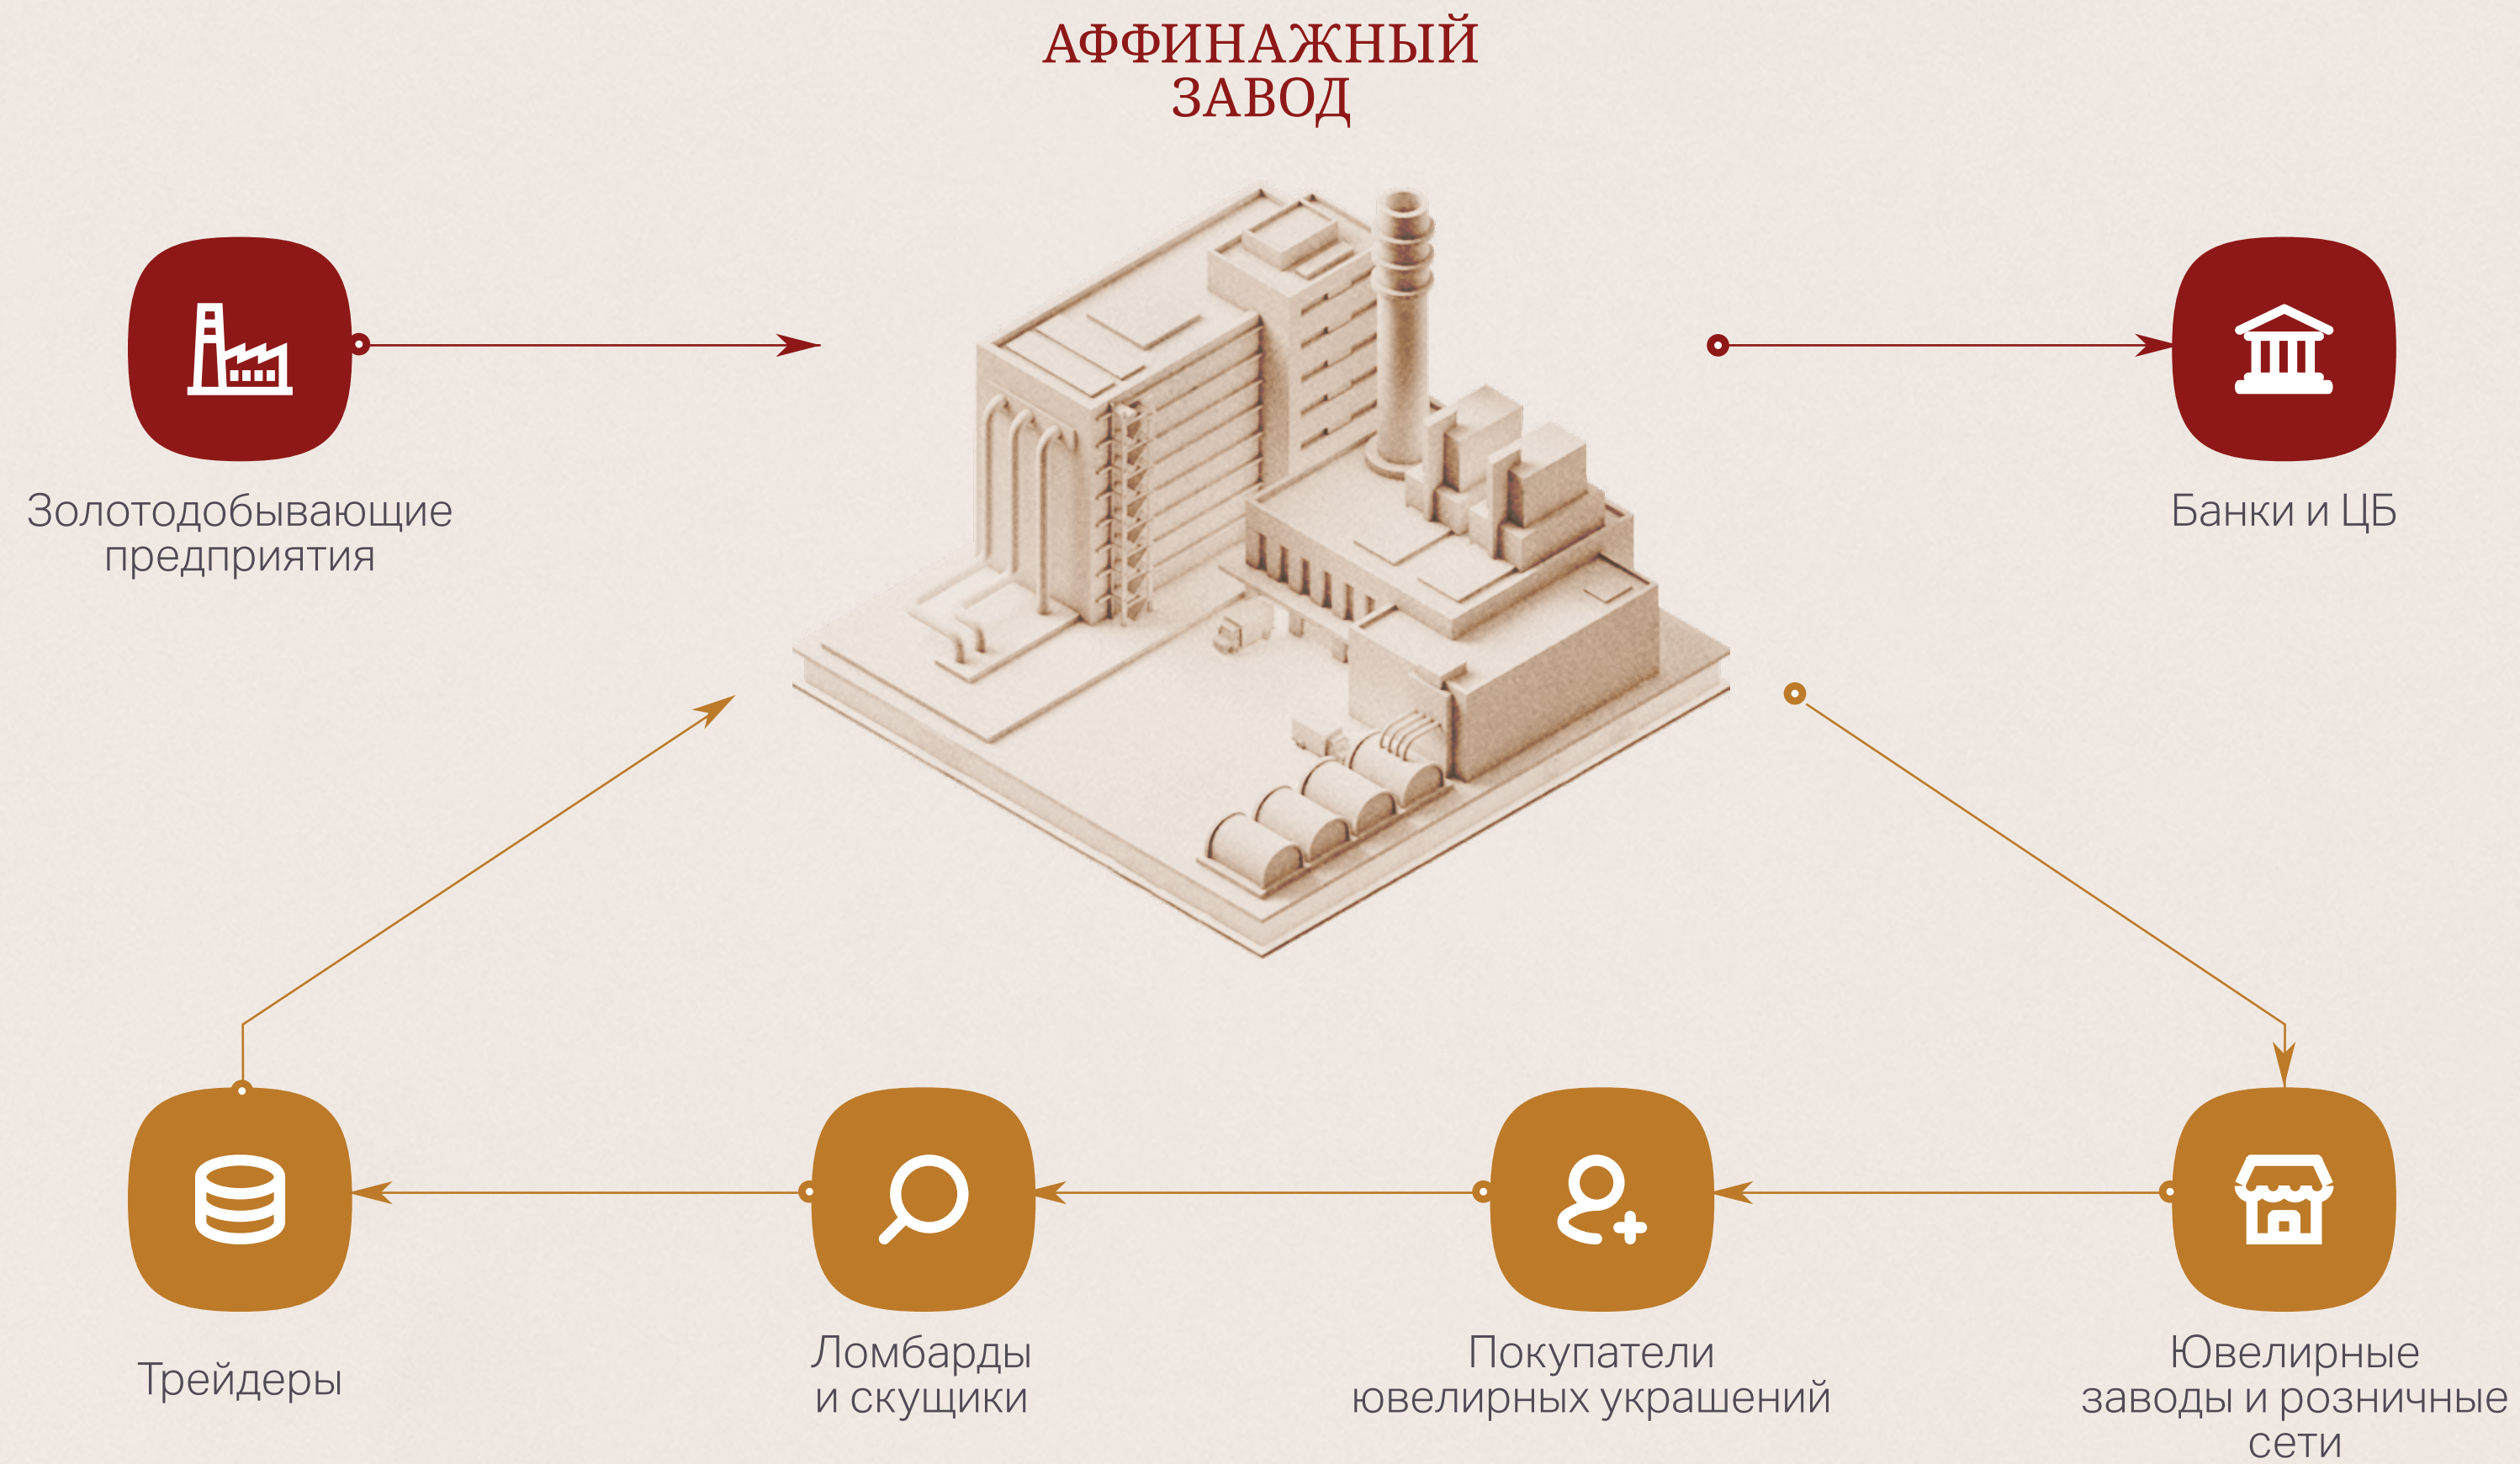 АФФИНАЖНЫЙ
ЗАВОД
Золотодобывающие
предприятия
Банки и ЦБ
Трейдеры
Ломбарды
и скущики
Покупатели
ювелирных украшений
Ювелирные
заводы и розничные
сети